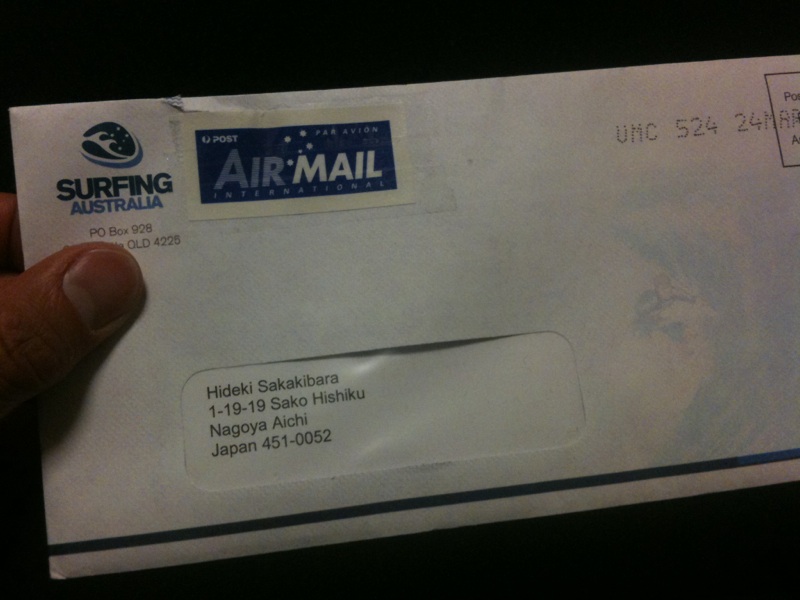 SURFING
AUSTRALIA
PO Box 928
QLD 4225
POST
PAR AVION
AIR MAIL
INTERNATIONAL
UMC 524 24MAR
Hideki Sakakibara
1-19-19 Sako Hishiku
Nagoya Aichi
Japan 451-0052